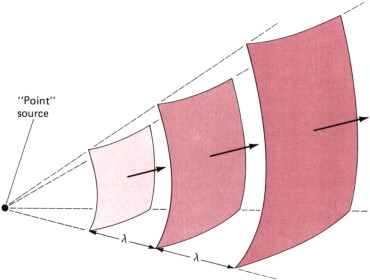 "Point"
source
λ
λ